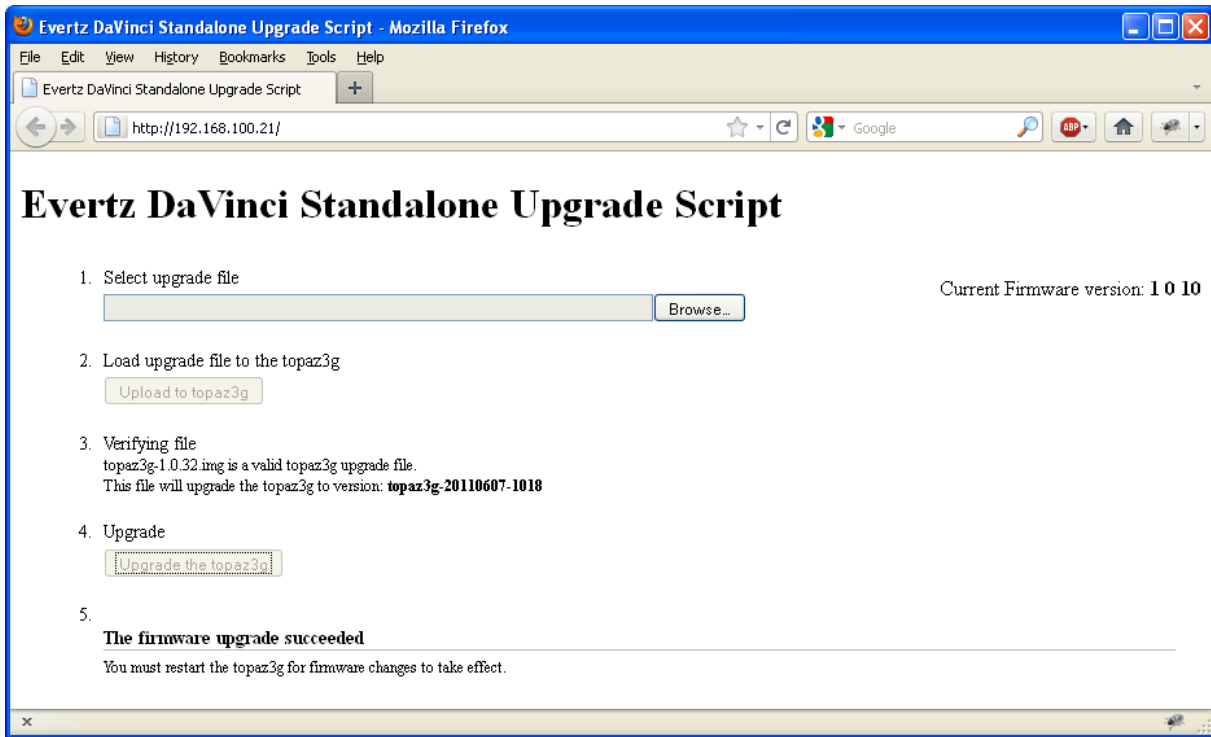 Evertz DaVinci Standalone Upgrade Script - Mozilla Firefox
File Edit View History Bookmarks Tools Help
Evertz DaVinci Standalone Upgrade Script +
http://192.168.100.21/
Google
ABP
Evertz DaVinci Standalone Upgrade Script
1. Select upgrade file
Current Firmware version: 1 0 10
Browse...
2. Load upgrade file to the topaz3g
Upload to topaz3g
3. Verifying file
topaz3g-1.0.32.img is a valid topaz3g upgrade file.
This file will upgrade the topaz3g to version: topaz3g-20110607-1018
4. Upgrade
Upgrade the topaz3g
5.
The firmware upgrade succeeded
You must restart the topaz3g for firmware changes to take effect.
x